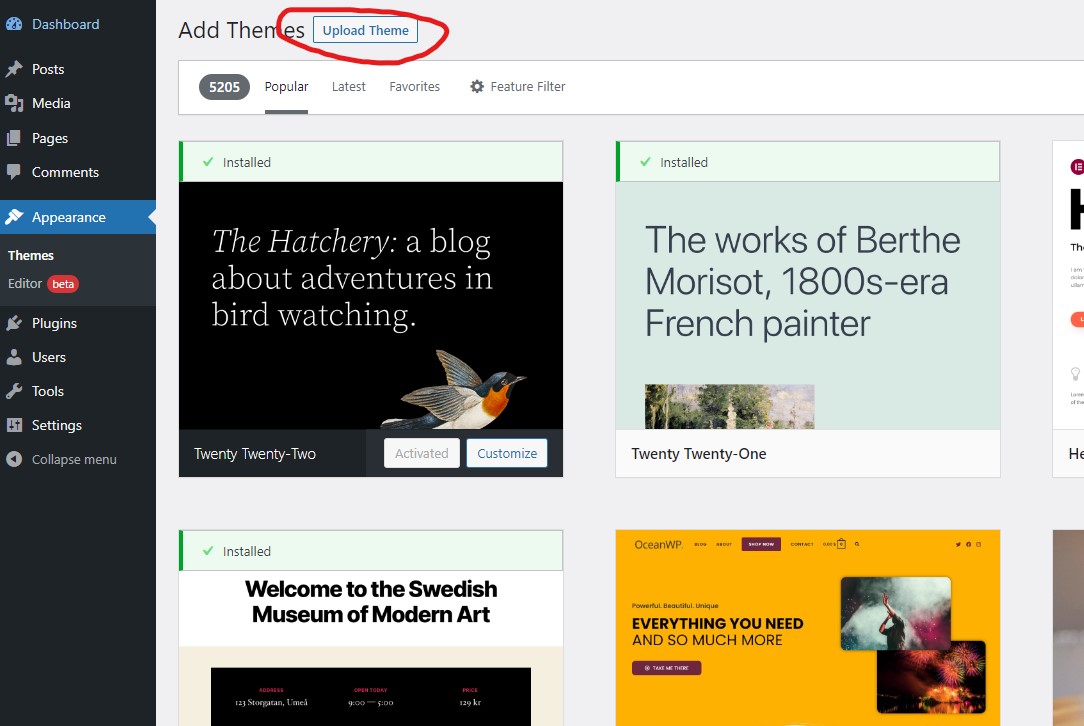 Dashboard
Posts
Media
Pages
Comments
Appearance
Themes
Editor beta
Plugins
Users
Tools
Settings
Collapse menu
Add Themes Upload Theme
5205 Popular Latest Favorites Feature Filter
Installed
The Hatchery: a blog
about adventures in
bird watching.
Twenty Twenty-Two Activated Customize
Installed
The works of Berthe
Morisot, 1800s-era
French painter
Twenty Twenty-One
H
He
Installed
Welcome to the Swedish
Museum of Modern Art
ADDRESS OPEN TODAY PRICE
123 Storgatan, Umeå 9:00 — 5:00 129 kr
OceanWP. BLOG ABOUT SHOP NOW CONTACT 0.00 $ 0
Powerful. Beautiful. Unique
EVERYTHING YOU NEED
AND SO MUCH MORE
TAKE ME THERE